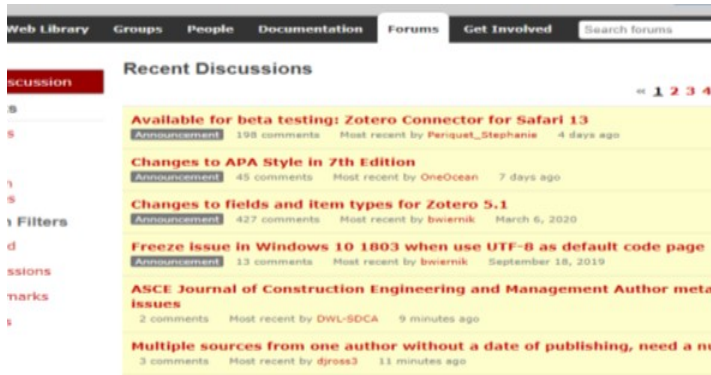 Web Library Groups People Documentation Forums Get Involved Search forums
scussion
Recent Discussions
« 1 2 3 4
s
Available for beta testing: Zotero Connector for Safari 13
Announcement 198 comments Most recent by Periquet_Stephanie 4 days ago
s
Changes to APA Style in 7th Edition
Announcement 45 comments Most recent by OneOcean 7 days ago
n
s
Changes to fields and item types for Zotero 5.1
Announcement 427 comments Most recent by bwiernik March 6, 2020
n Filters
Freeze issue in Windows 10 1803 when use UTF-8 as default code page
d
Announcement 13 comments Most recent by bwiernik September 18, 2019
ssions
ASCE Journal of Construction Engineering and Management Author meta
issues
marks
2 comments Most recent by DWL-SDCA 9 minutes ago
s
Multiple sources from one author without a date of publishing, need a nu
3 comments Most recent by djross3 11 minutes ago